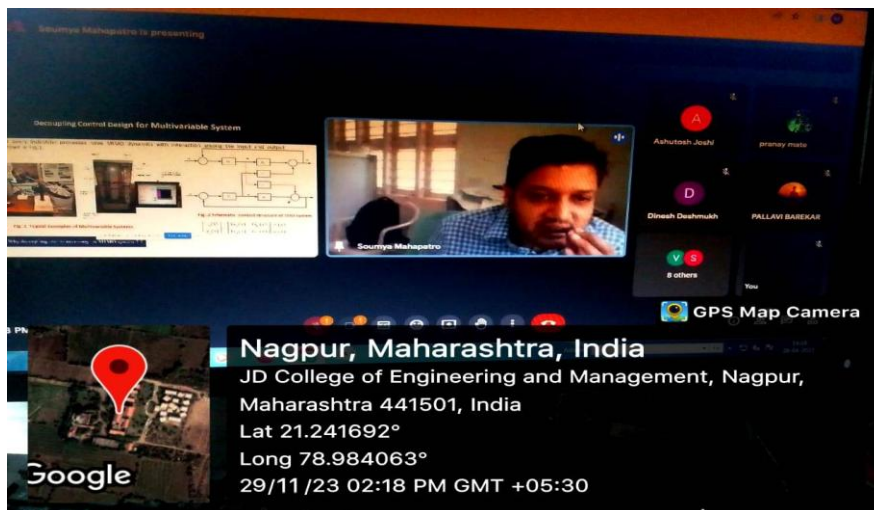 Soumya Mahapatro is presenting
Decoupling Control Design for Multivariable System
Soumya Mahapatro
Ashutosh Joshi
pranay mate
Dinesh Deshmukh
PALLAVI BAREKAR
8 others
You
A
D
V S
GPS Map Camera
Nagpur, Maharashtra, India
JD College of Engineering and Management, Nagpur,
Maharashtra 441501, India
Lat 21.241692°
Long 78.984063°
29/11/23 02:18 PM GMT +05:30
Google